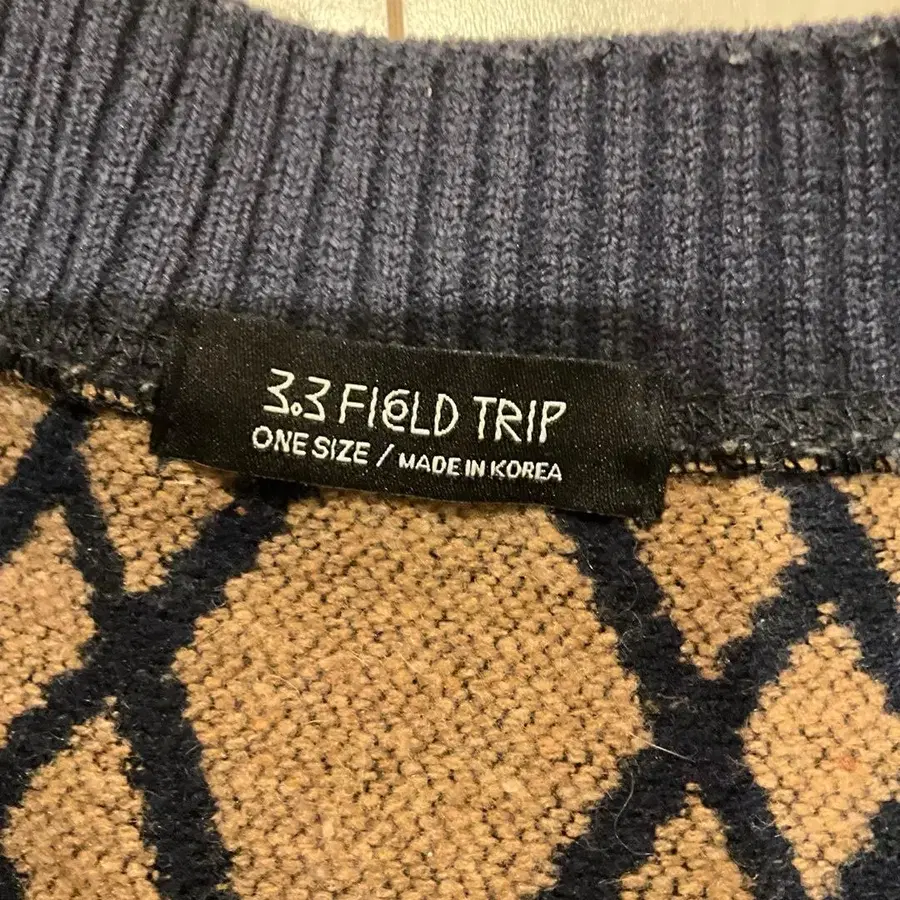 3.3 FIELD TRIP
ONE SIZE / MADE IN KOREA